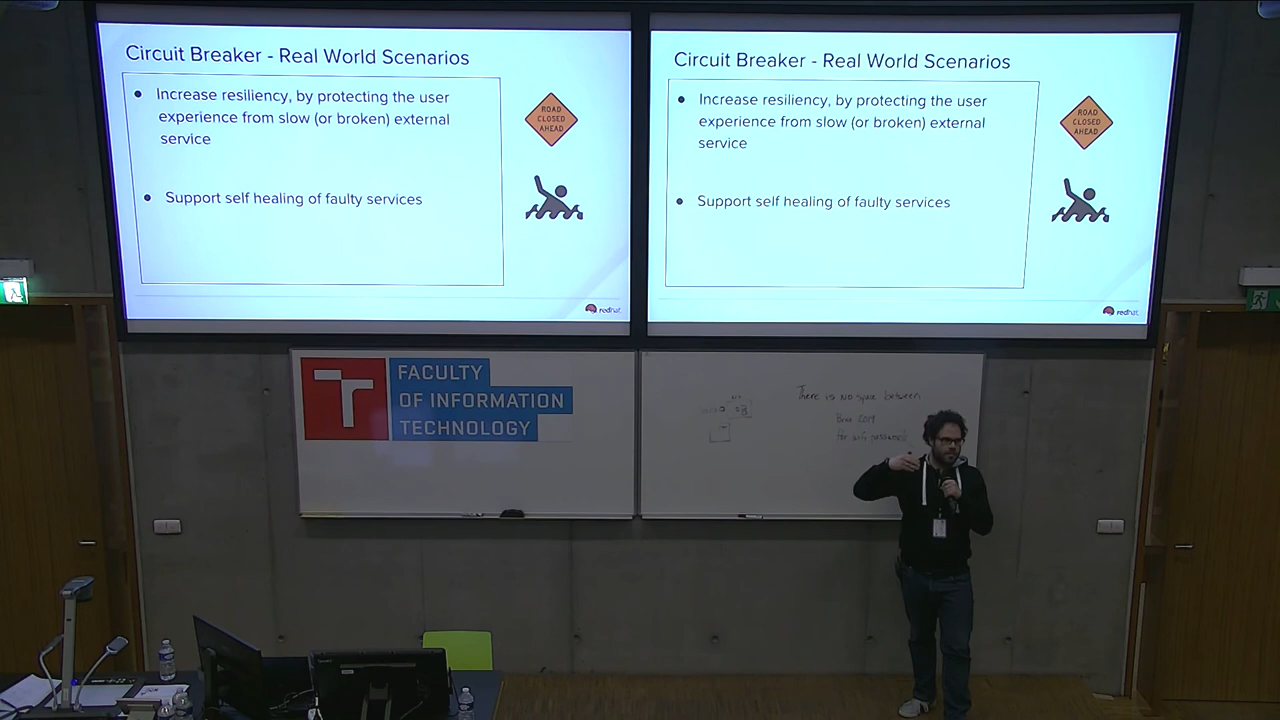 Circuit Breaker - Real World Scenarios
● Increase resiliency, by protecting the user
experience from slow (or broken) external
service
● Support self healing of faulty services
ROAD
CLOSED
AHEAD
redhat.
Circuit Breaker - Real World Scenarios
● Increase resiliency, by protecting the user
experience from slow (or broken) external
service
● Support self healing of faulty services
ROAD
CLOSED
AHEAD
redhat.
FACULTY
OF INFORMATION
TECHNOLOGY
There is no between
for